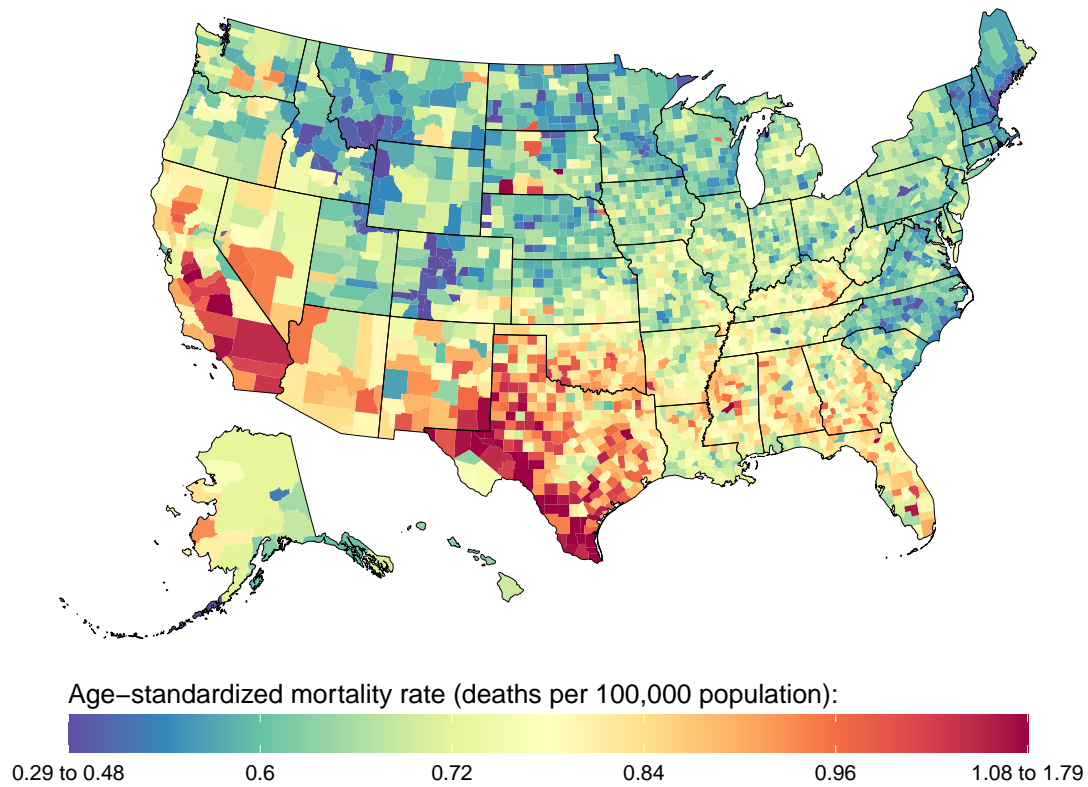 Age−standardized mortality rate (deaths per 100,000 population):
0.29 to 0.48 0.6 0.72 0.84 0.96 1.08 to 1.79